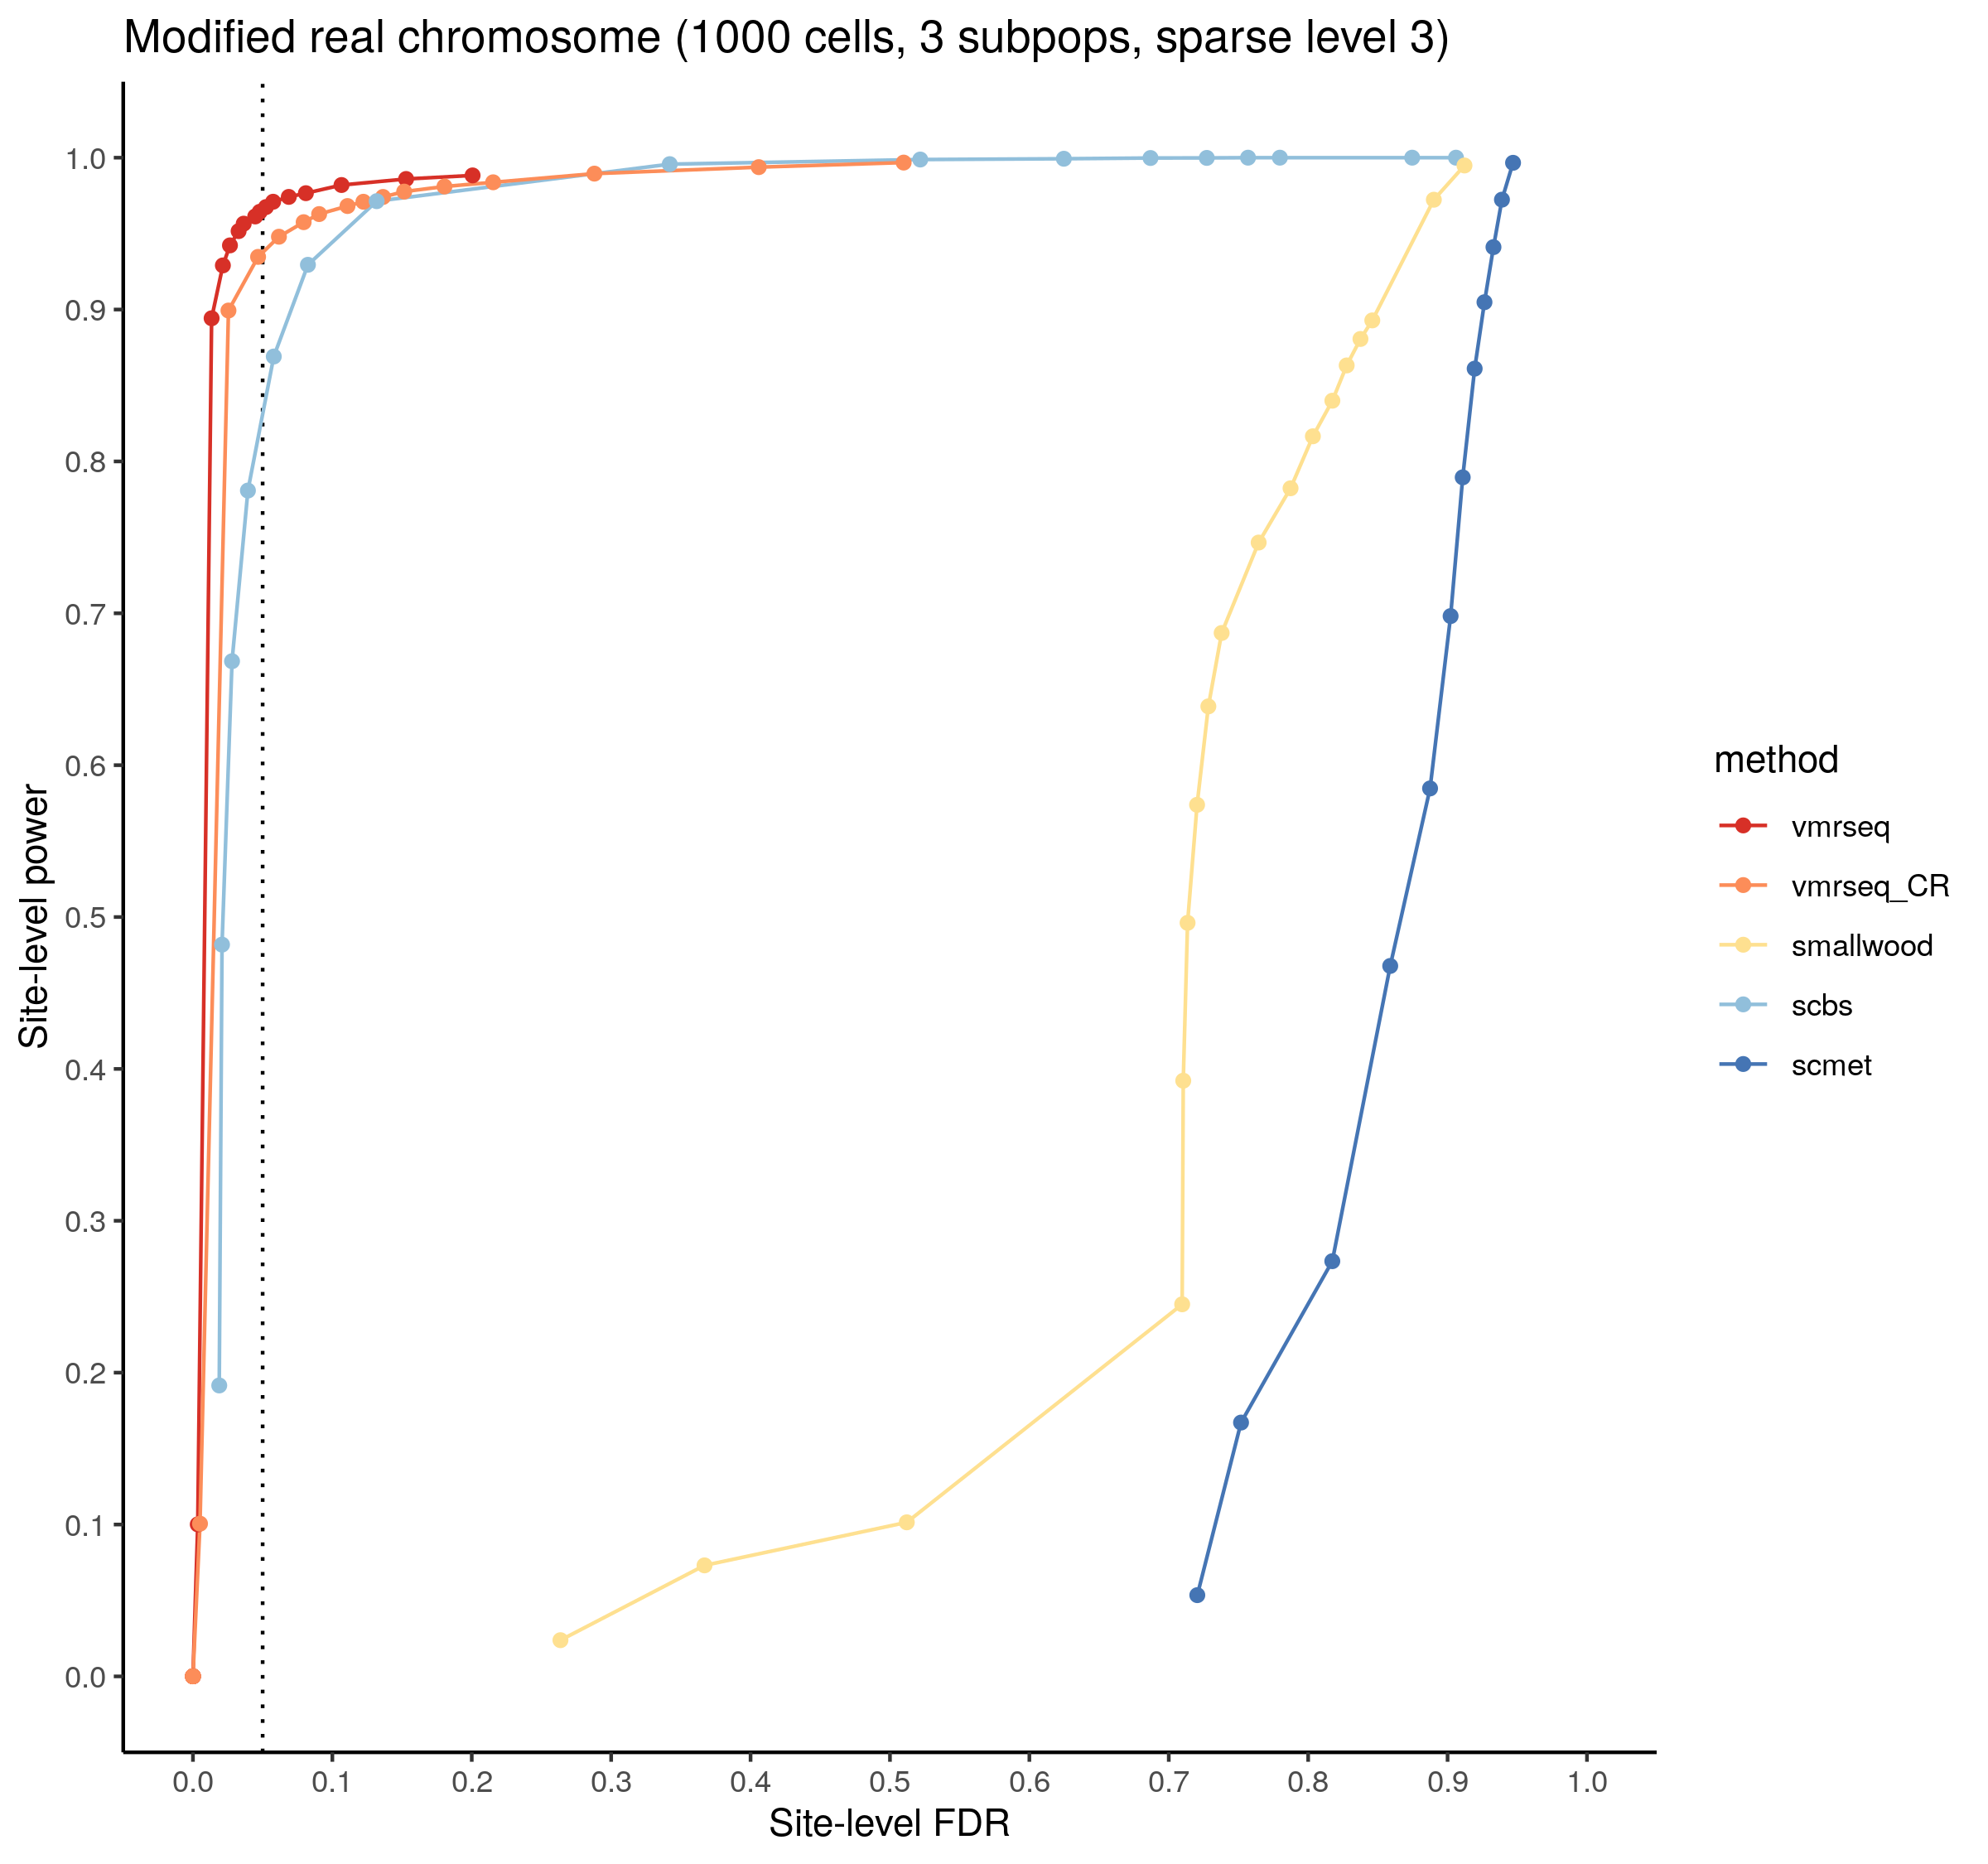 Modified real chromosome (1000 cells, 3 subpops, sparse level 3)
1.0
0.9
0.8
0.7
0.6
0.5
0.4
0.3
0.2
0.1
0.0
Site-level power
0.0 0.1 0.2 0.3 0.4 0.5 0.6 0.7 0.8 0.9 1.0
Site-level FDR
method
vmrseq
vmrseq_CR
smallwood
scbs
scmet